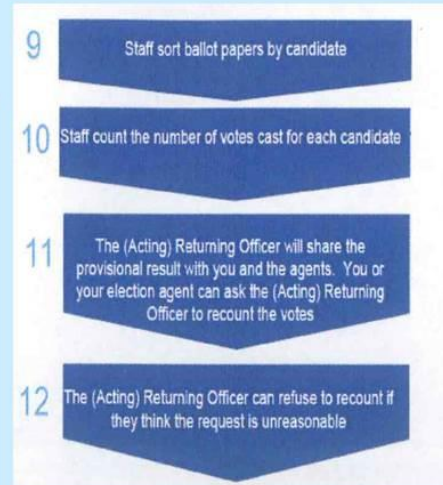 9
Staff sort ballot papers by candidate
10
Staff count the number of votes cast for each candidate
11
The (Acting) Returning Officer will share the
provisional result with you and the agents. You or
your election agent can ask the (Acting) Returning
Officer to recount the votes
12
The (Acting) Returning Officer can refuse to recount if
they think the request is unreasonable